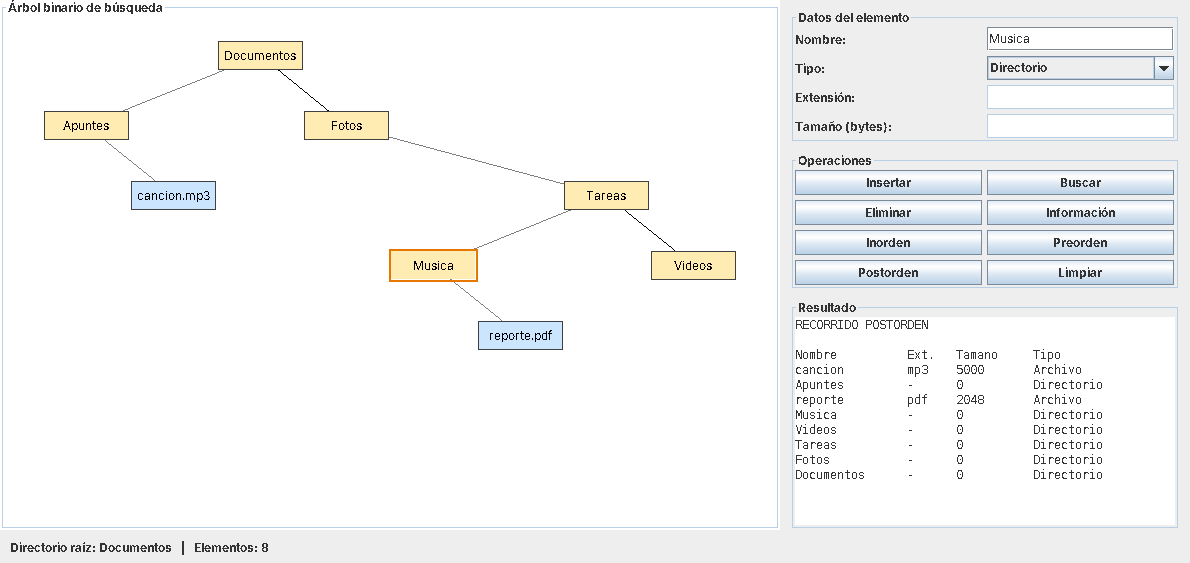 Árbol binario de búsqueda
Documentos
Apuntes
Fotos
cancion.mp3
Tareas
Musica
Videos
reporte.pdf
Datos del elemento
Nombre: Musica
Tipo: Directorio
Extensión:
Tamaño (bytes):
Operaciones
Insertar Buscar
Eliminar Información
Inorden Preorden
Postorden Limpiar
Resultado
RECORRIDO POSTORDEN
Nombre Ext. Tamano Tipo
cancion mp3 5000 Archivo
Apuntes - 0 Directorio
reporte pdf 2048 Archivo
Musica - 0 Directorio
Videos - 0 Directorio
Tareas - 0 Directorio
Fotos - 0 Directorio
Documentos - 0 Directorio
Directorio raíz: Documentos | Elementos: 8